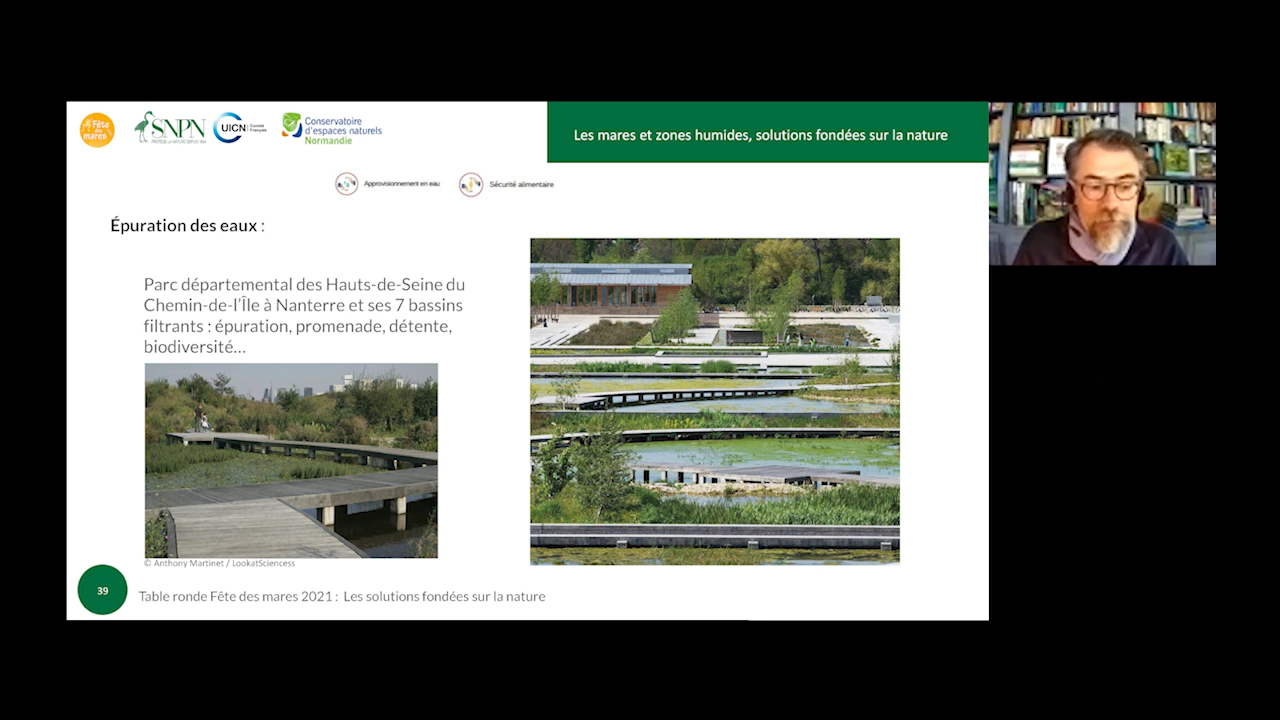 Fête
des
mares
SNPN
PROTÈGE LA NATURE DEPUIS 1854
UICN
Comité
Français
Conservatoire
d'espaces naturels
Normandie
Les mares et zones humides, solutions fondées sur la nature
Approvisionnement en eau
Sécurité alimentaire
Épuration des eaux :
Parc départemental des Hauts-de-Seine du
Chemin-de-l'Île à Nanterre et ses 7 bassins
filtrants : épuration, promenade, détente,
biodiversité...
© Anthony Martinet / LookatSciencess
39
Table ronde Fête des mares 2021 : Les solutions fondées sur la nature